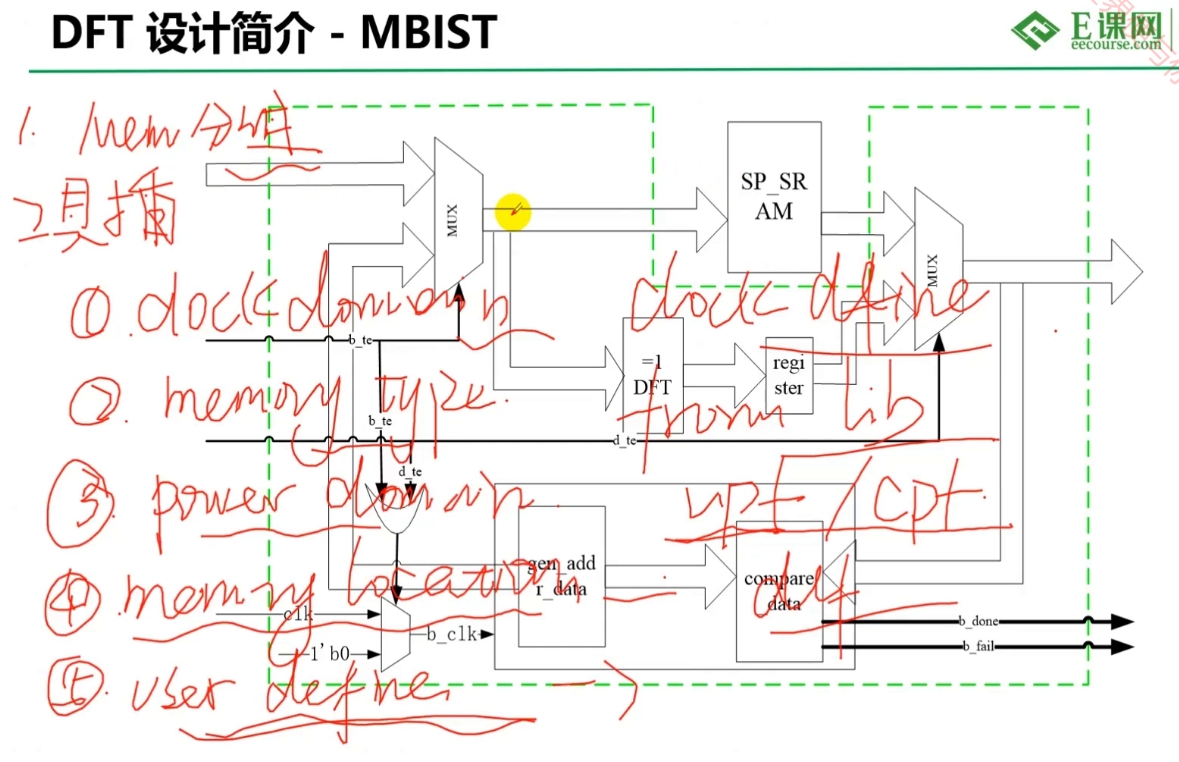 DFT 设计简介 - MBIST
E课网
eecourse.com
1. Mem 分组
工具插
MUX
SP_SR
AM
MUX
① clock domain
clock define
b_te
=1
DFT
regi
ster
② memory type.
from lib
b_te
d_te
d_te
③ power domain
upf / cpf
④ memory location
def
gen_add
r_data
compare
data
clk
b_clk
1' b0
b_done
b_fail
⑤ user define